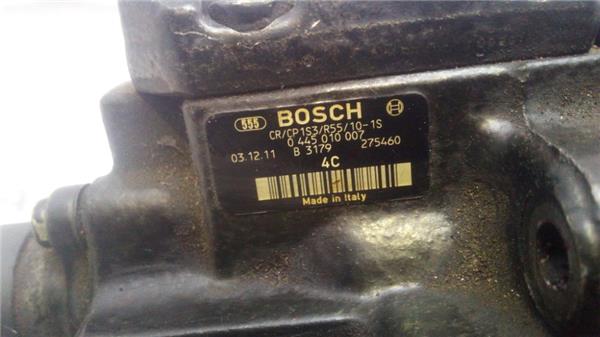 555 BOSCH
CR/CP1S3/R55/10-1S
0 445 010 007
03.12.11 B 3179 275460
4C
Made in Italy